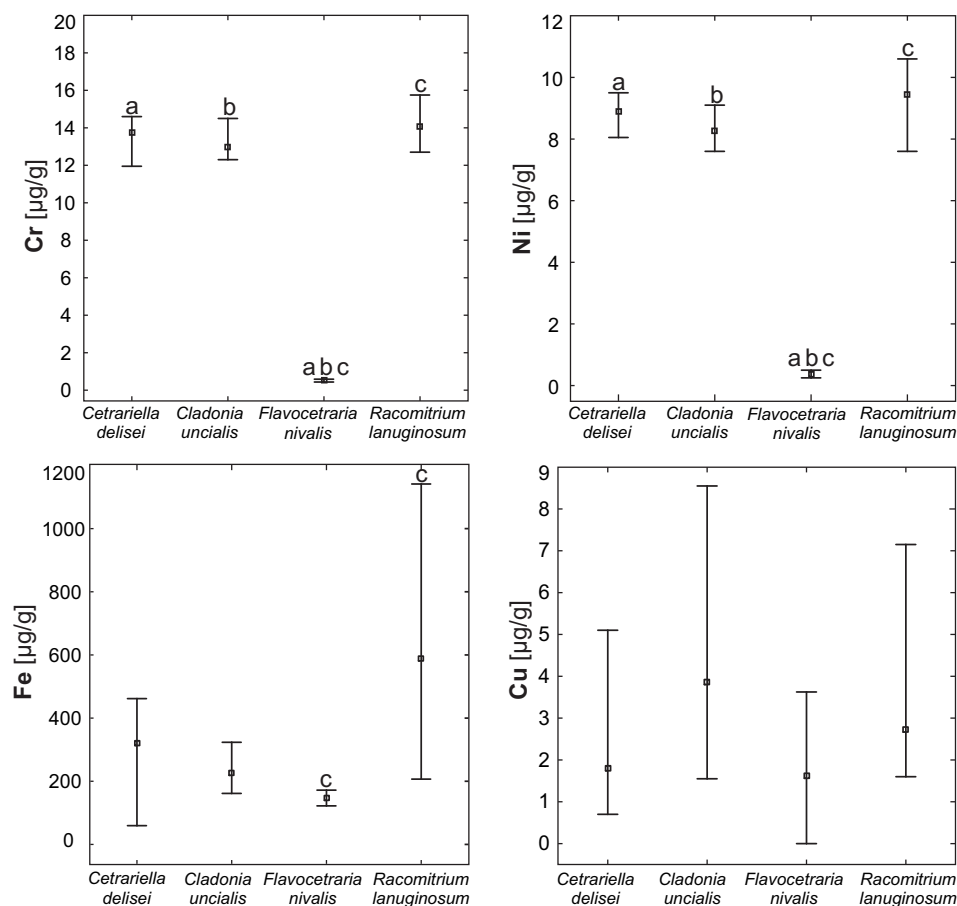 20
18
16
14
12
10
8
6
4
2
0
Cr [µg/g]
a
b
a b c
c
Cetrariella
delisei
Cladonia
uncialis
Flavocetraria
nivalis
Racomitrium
lanuginosum
12
10
8
6
4
2
0
Ni [µg/g]
a
b
a b c
c
Cetrariella
delisei
Cladonia
uncialis
Flavocetraria
nivalis
Racomitrium
lanuginosum
1200
1000
800
600
400
200
0
Fe [µg/g]
c
c
Cetrariella
delisei
Cladonia
uncialis
Flavocetraria
nivalis
Racomitrium
lanuginosum
9
8
7
6
5
4
3
2
1
0
Cu [µg/g]
Cetrariella
delisei
Cladonia
uncialis
Flavocetraria
nivalis
Racomitrium
lanuginosum